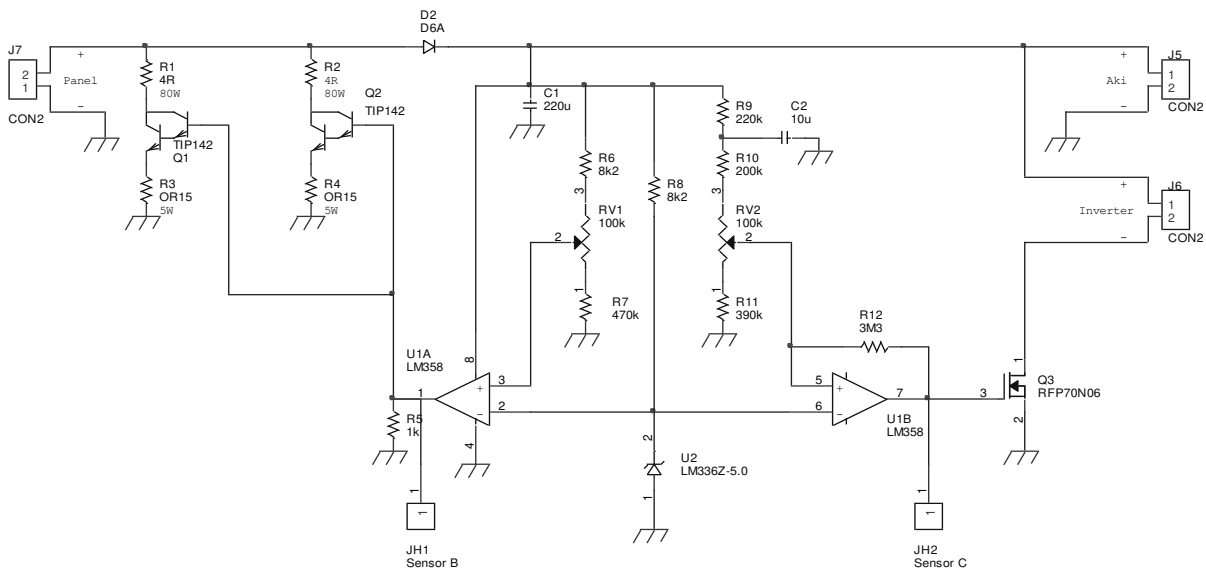 D2
D6A
J7
+
2
1
Panel
-
CON2
R1
4R
80W
R2
4R
80W
Q2
TIP142
TIP142
Q1
R3
OR15
5W
R4
OR15
5W
C1
220u
R9
220k
C2
10u
R6
8k2
3
R8
8k2
R10
200k
3
RV1
100k
2
RV2
100k
2
1
R7
470k
1
R11
390k
+
Aki
-
J5
1
2
CON2
+
Inverter
-
J6
1
2
CON2
R12
3M3
U1A
LM358
8
3
+
2
-
1
4
R5
1k
5
+
6
-
7
U1B
LM358
1
3
Q3
RFP70N06
2
2
U2
LM336Z-5.0
1
1
1
JH1
Sensor B
1
1
JH2
Sensor C